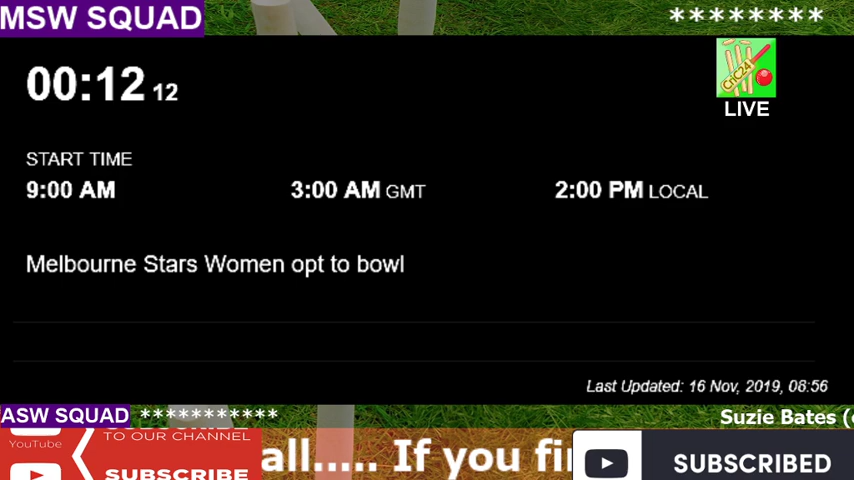 MSW SQUAD
********
00:12 12
CriC24
LIVE
START TIME
9:00 AM
3:00 AM GMT
2:00 PM LOCAL
Melbourne Stars Women opt to bowl
Last Updated: 16 Nov, 2019, 08:56
ASW SQUAD ***********
Suzie Bates (
YouTube
TO OUR CHANNEL
SUBSCRIBE
all..... If you fi
SUBSCRIBED